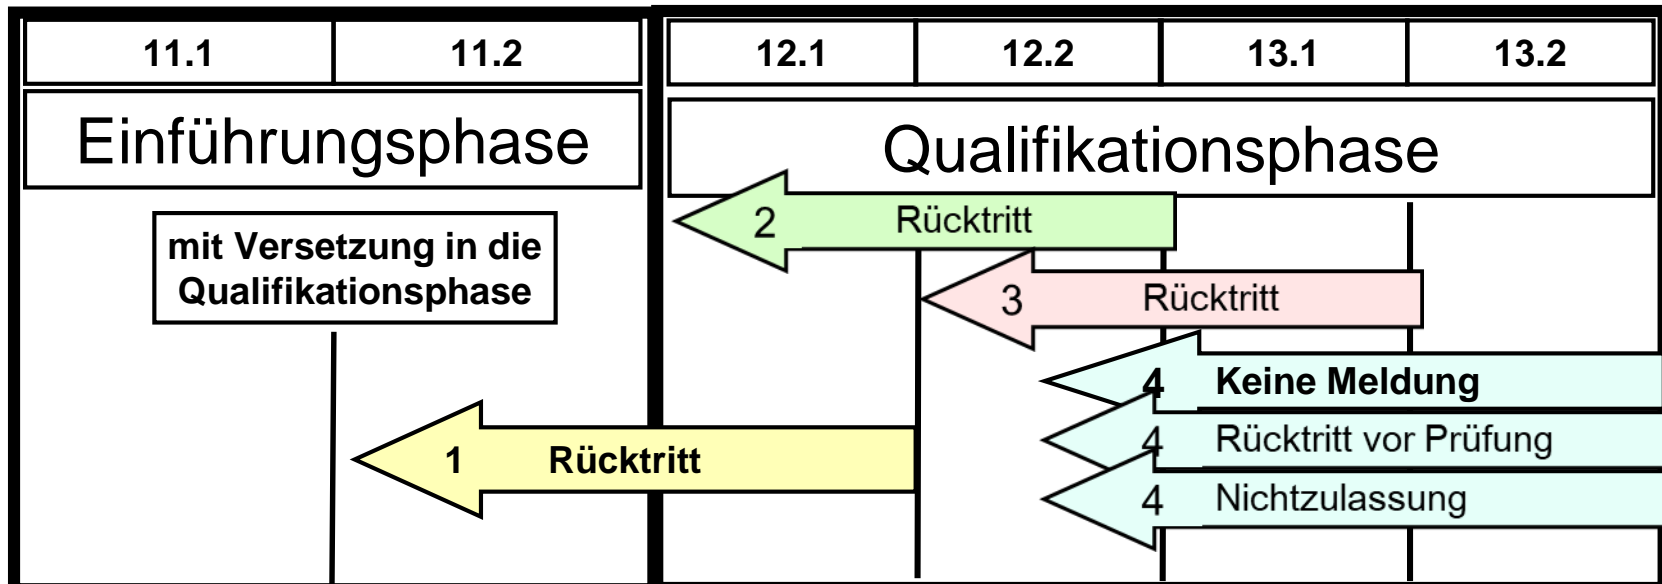 11.1
11.2
12.1
12.2
13.1
13.2
Einführungsphase
Qualifikationsphase
mit Versetzung in die
Qualifikationsphase
2 Rücktritt
3 Rücktritt
4 Keine Meldung
4 Rücktritt vor Prüfung
1 Rücktritt
4 Nichtzulassung